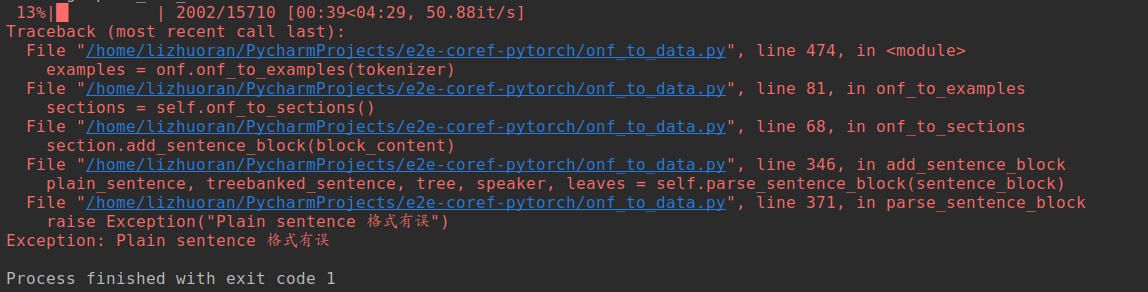 13%|█ | 2002/15710 [00:39<04:29, 50.88it/s]
Traceback (most recent call last):
File "/home/lizhuoran/PycharmProjects/e2e-coref-pytorch/onf_to_data.py", line 474, in <module>
examples = onf.onf_to_examples(tokenizer)
File "/home/lizhuoran/PycharmProjects/e2e-coref-pytorch/onf_to_data.py", line 81, in onf_to_examples
sections = self.onf_to_sections()
File "/home/lizhuoran/PycharmProjects/e2e-coref-pytorch/onf_to_data.py", line 68, in onf_to_sections
section.add_sentence_block(block_content)
File "/home/lizhuoran/PycharmProjects/e2e-coref-pytorch/onf_to_data.py", line 346, in add_sentence_block
plain_sentence, treebanked_sentence, tree, speaker, leaves = self.parse_sentence_block(sentence_block)
File "/home/lizhuoran/PycharmProjects/e2e-coref-pytorch/onf_to_data.py", line 371, in parse_sentence_block
raise Exception("Plain sentence 格式有误")
Exception: Plain sentence 格式有误
Process finished with exit code 1